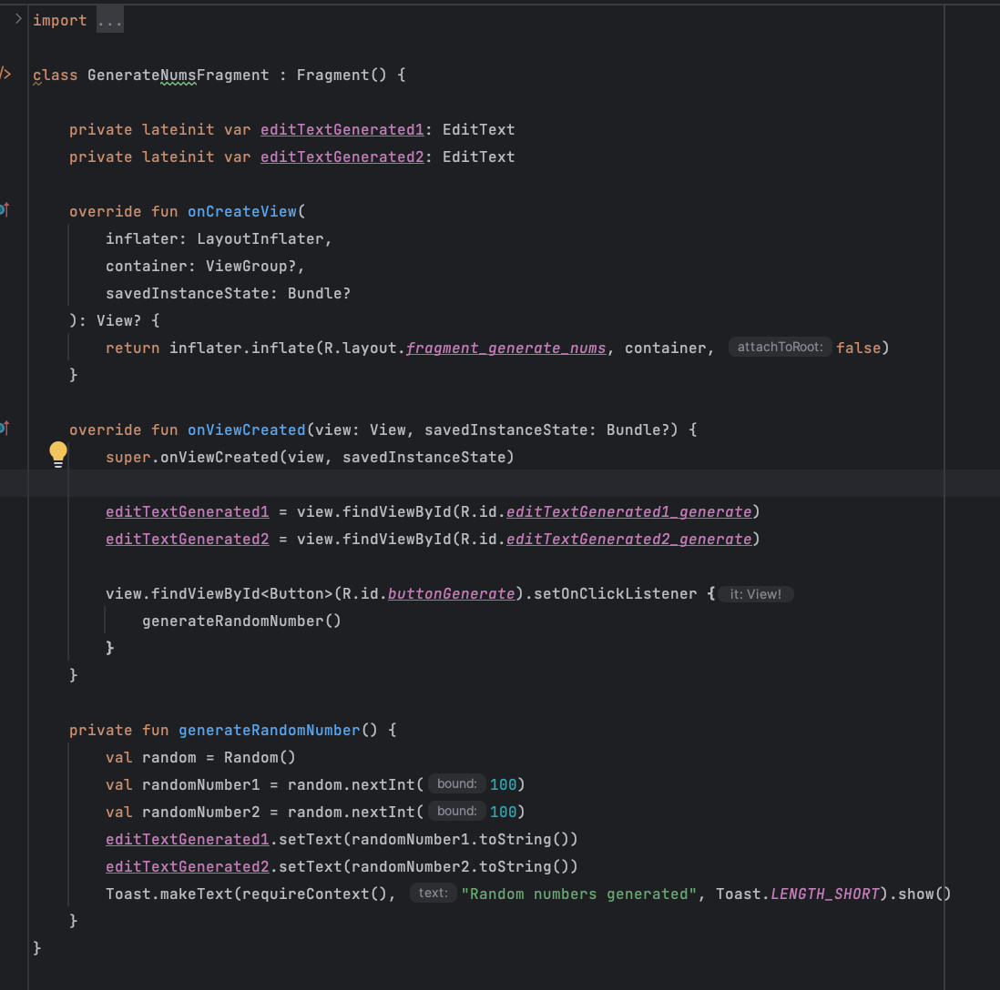 import ...
class GenerateNumsFragment : Fragment() {
private lateinit var editTextGenerated1: EditText
private lateinit var editTextGenerated2: EditText
override fun onCreateView(
inflater: LayoutInflater,
container: ViewGroup?,
savedInstanceState: Bundle?
): View? {
return inflater.inflate(R.layout.fragment_generate_nums, container, attachToRoot: false)
}
override fun onViewCreated(view: View, savedInstanceState: Bundle?) {
super.onViewCreated(view, savedInstanceState)
editTextGenerated1 = view.findViewById(R.id.editTextGenerated1_generate)
editTextGenerated2 = view.findViewById(R.id.editTextGenerated2_generate)
view.findViewById<Button>(R.id.buttonGenerate).setOnClickListener { it: View!
generateRandomNumber()
}
}
private fun generateRandomNumber() {
val random = Random()
val randomNumber1 = random.nextInt( bound: 100)
val randomNumber2 = random.nextInt( bound: 100)
editTextGenerated1.setText(randomNumber1.toString())
editTextGenerated2.setText(randomNumber2.toString())
Toast.makeText(requireContext(), text: "Random numbers generated", Toast.LENGTH_SHORT).show()
}
}